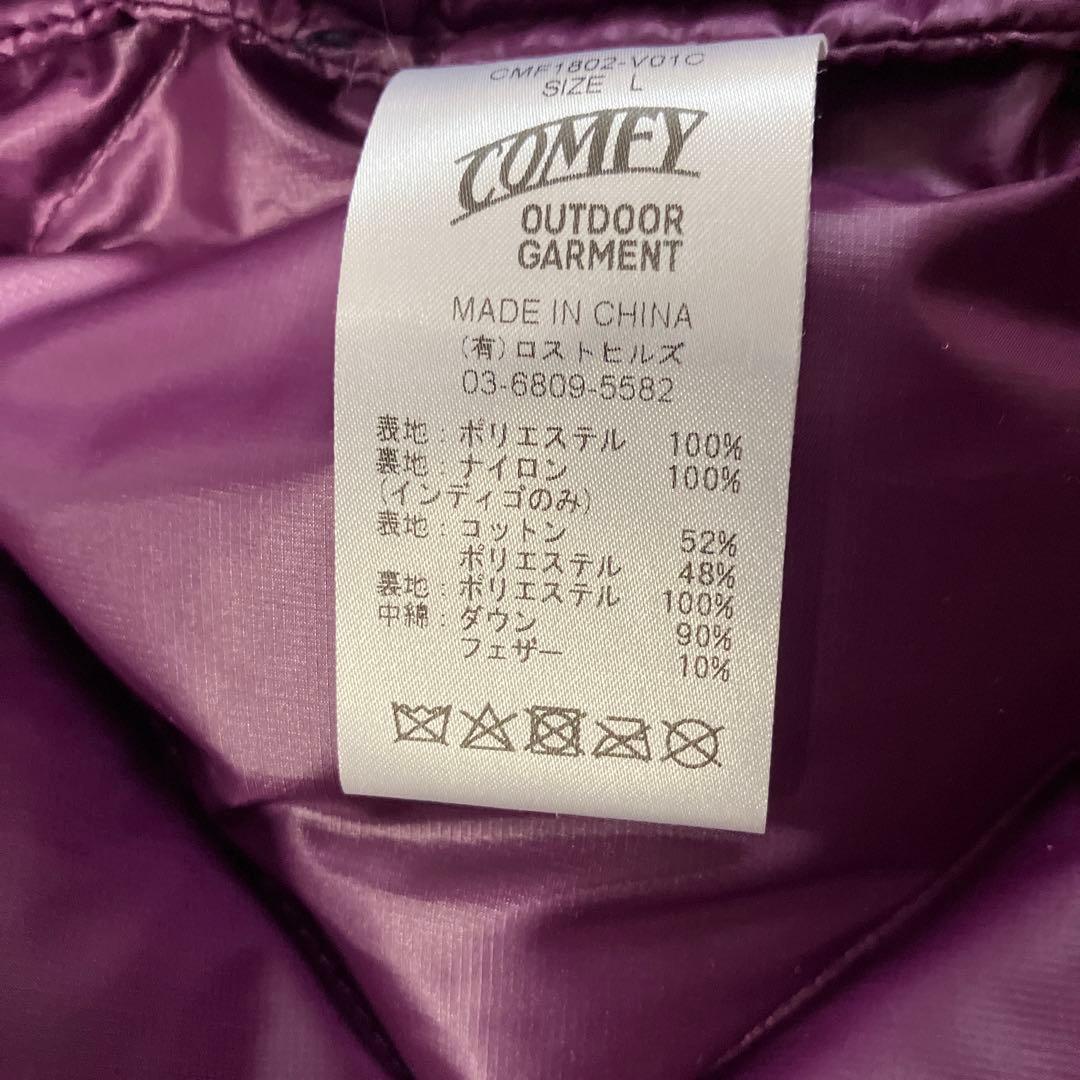 CMF1802-V01C
SIZE L
COMFY
OUTDOOR
GARMENT
MADE IN CHINA
(有)ロストヒルズ
03-6809-5582
表地:ポリエステル 100%
裏地:ナイロン 100%
(インディゴのみ)
表地:コットン 52%
ポリエステル 48%
裏地:ポリエステル 100%
中綿:ダウン 90%
フェザー 10%